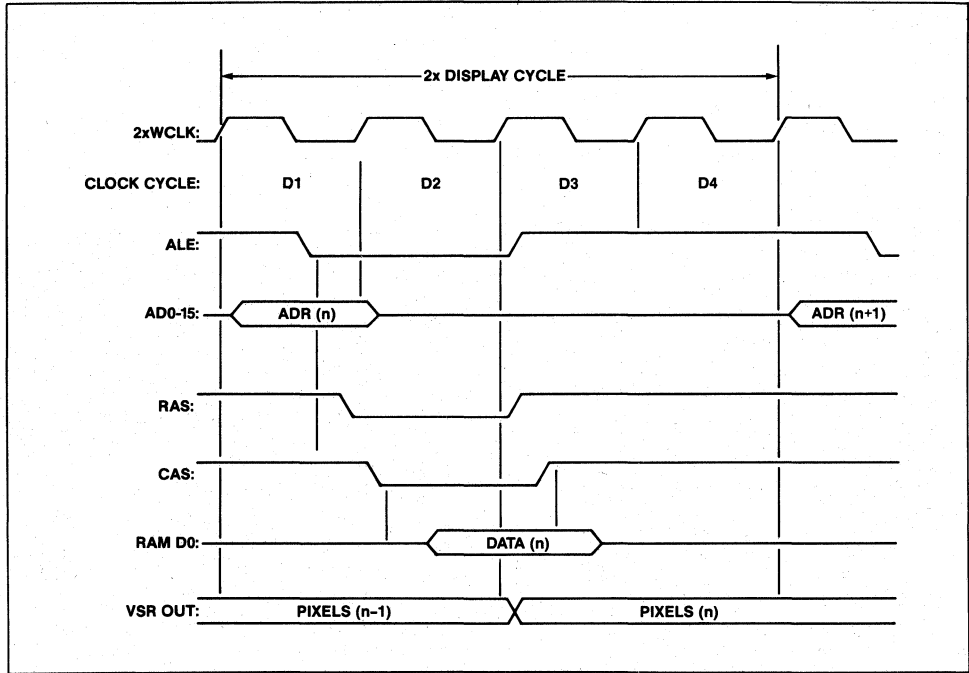 2x DISPLAY CYCLE
2xWCLK:
CLOCK CYCLE: D1 D2 D3 D4
ALE:
AD0-15: ADR (n) ADR (n+1)
RAS:
CAS:
RAM D0: DATA (n)
VSR OUT: PIXELS (n–1) PIXELS (n)